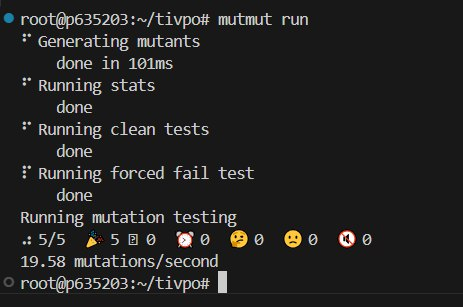 root@p635203:~/tivpo# mutmut run
⠋ Generating mutants
done in 101ms
⠋ Running stats
done
⠋ Running clean tests
done
⠏ Running forced fail test
done
Running mutation testing
⠴ 5/5 🎉 5 🫥 0 ⏰ 0 🤔 0 🙁 0 🔇 0
19.58 mutations/second
root@p635203:~/tivpo#